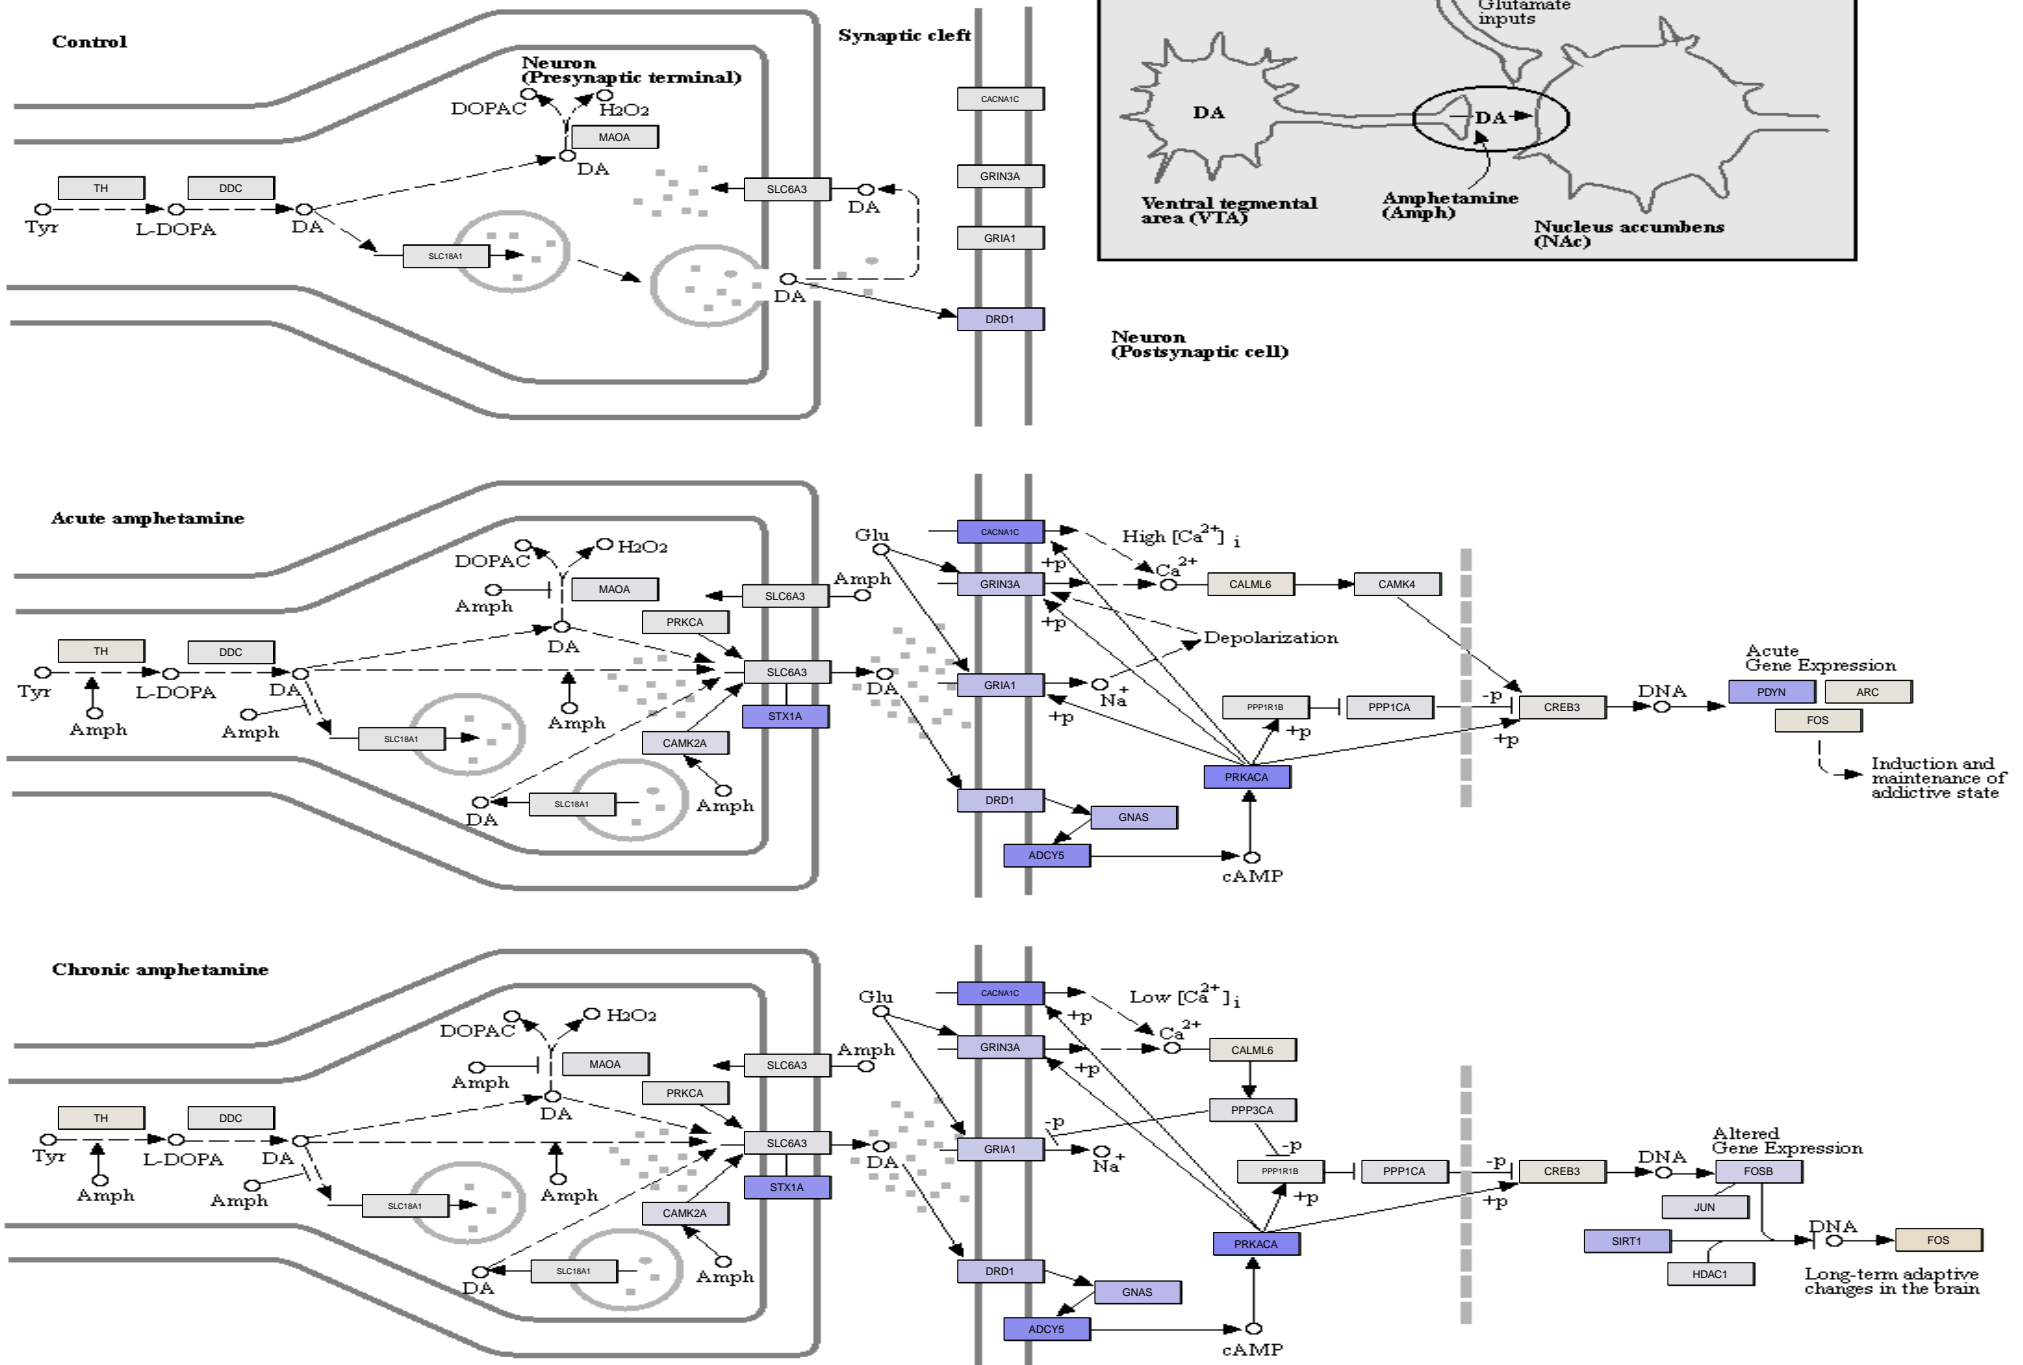 Control
Synaptic cleft
Neuron
(Presynaptic terminal)
DOPAC
H2O2
MAOA
DA
TH
DDC
Tyr
L-DOPA
DA
SLC18A1
SLC6A3
DA
DA
CACNA1C
GRIN3A
GRIA1
DRD1
Glutamate
inputs
DA
DA
Ventral tegmental
area (VTA)
Amphetamine
(Amph)
Nucleus accumbens
(NAc)
Neuron
(Postsynaptic cell)
Acute amphetamine
DOPAC
H2O2
Amph
MAOA
DA
PRKCA
SLC6A3
Amph
TH
DDC
Tyr
L-DOPA
DA
Amph
Amph
Amph
SLC18A1
SLC6A3
STX1A
CAMK2A
Amph
SLC18A1
DA
DA
Glu
CACNA1C
GRIN3A
GRIA1
DRD1
GNAS
ADCY5
cAMP
PRKACA
High [Ca2+] i
Ca2+
+p
+p
+p
Depolarization
Na+
CALML6
CAMK4
PPP1R1B
PPP1CA
+p
-p
+p
CREB3
DNA
Acute
Gene Expression
PDYN
ARC
FOS
Induction and
maintenance of
addictive state
Chronic amphetamine
DOPAC
H2O2
Amph
MAOA
DA
PRKCA
SLC6A3
Amph
TH
DDC
Tyr
L-DOPA
DA
Amph
Amph
Amph
SLC18A1
SLC6A3
STX1A
CAMK2A
Amph
SLC18A1
DA
DA
Glu
CACNA1C
GRIN3A
GRIA1
DRD1
GNAS
ADCY5
cAMP
PRKACA
Low [Ca2+] i
Ca2+
+p
+p
-p
Na+
CALML6
PPP3CA
-p
PPP1R1B
PPP1CA
+p
-p
+p
CREB3
DNA
Altered
Gene Expression
FOSB
JUN
SIRT1
HDAC1
DNA
FOS
Long-term adaptive
changes in the brain